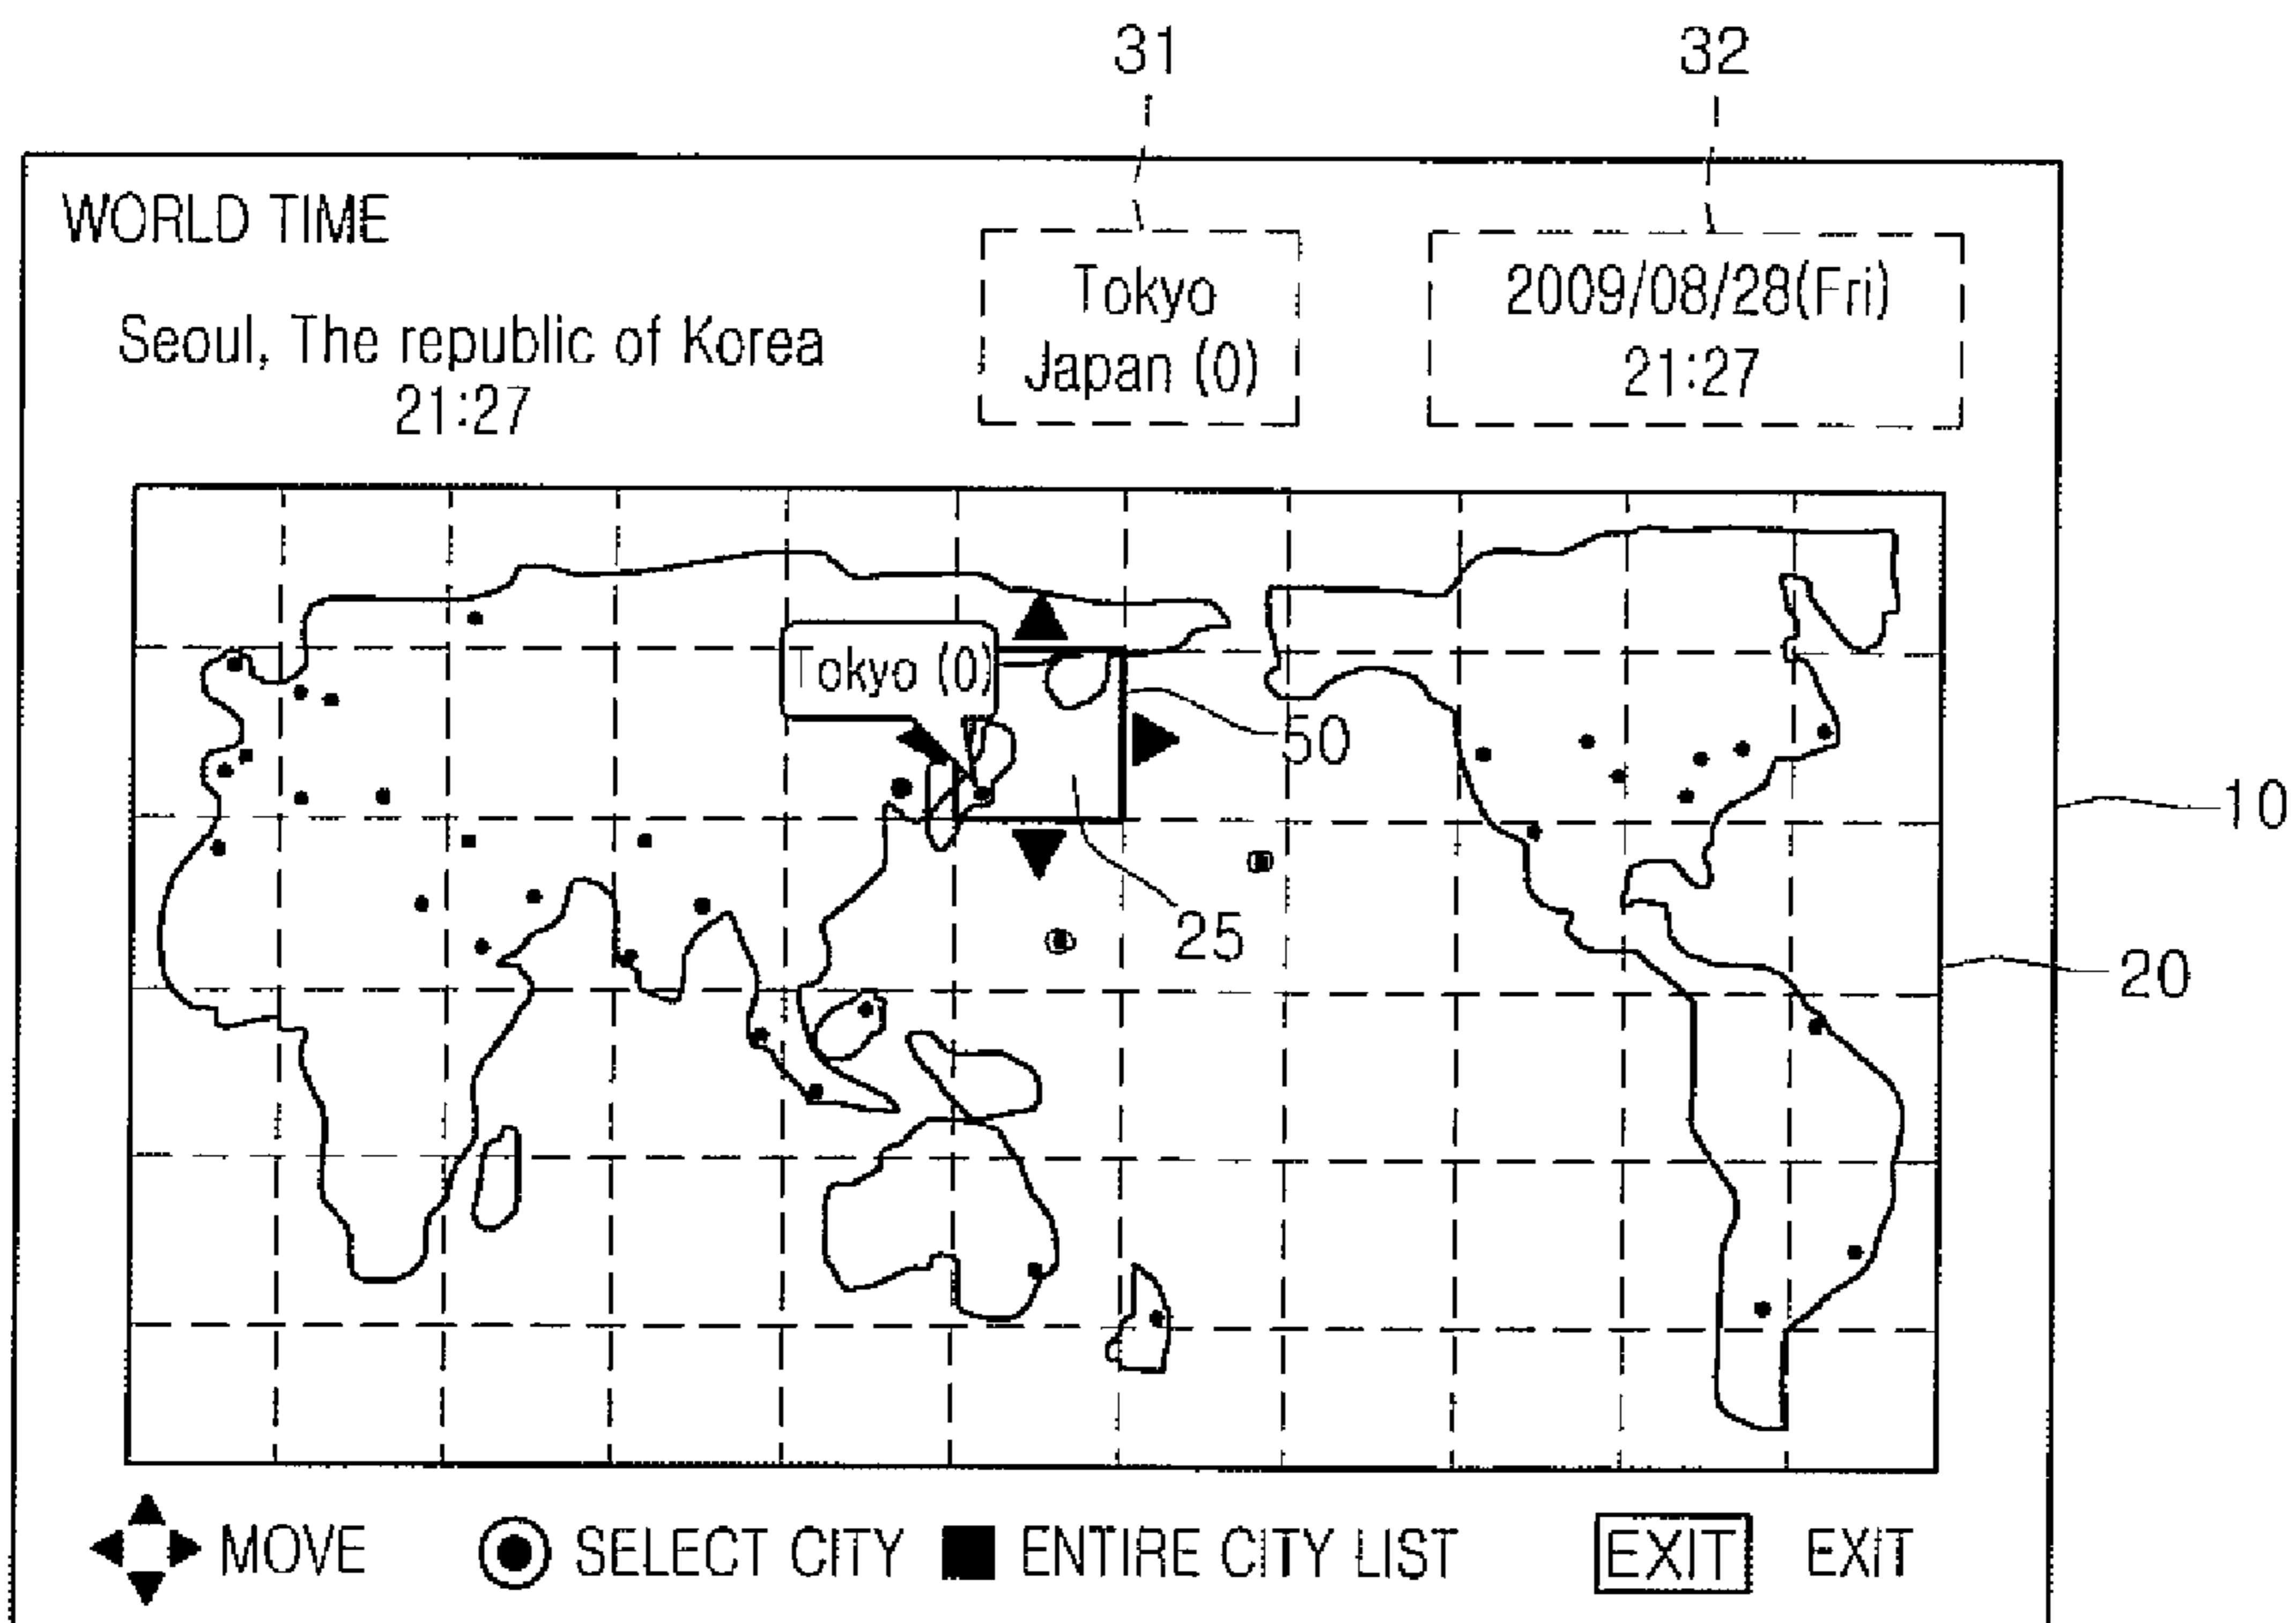 31
32
WORLD TIME
Seoul, The republic of Korea
21:27
Tokyo
Japan (0)
2009/08/28(Fri)
21:27
Tokyo (0)
50
10
25
20
MOVE
SELECT CITY
ENTIRE CITY LIST
EXIT
EXIT